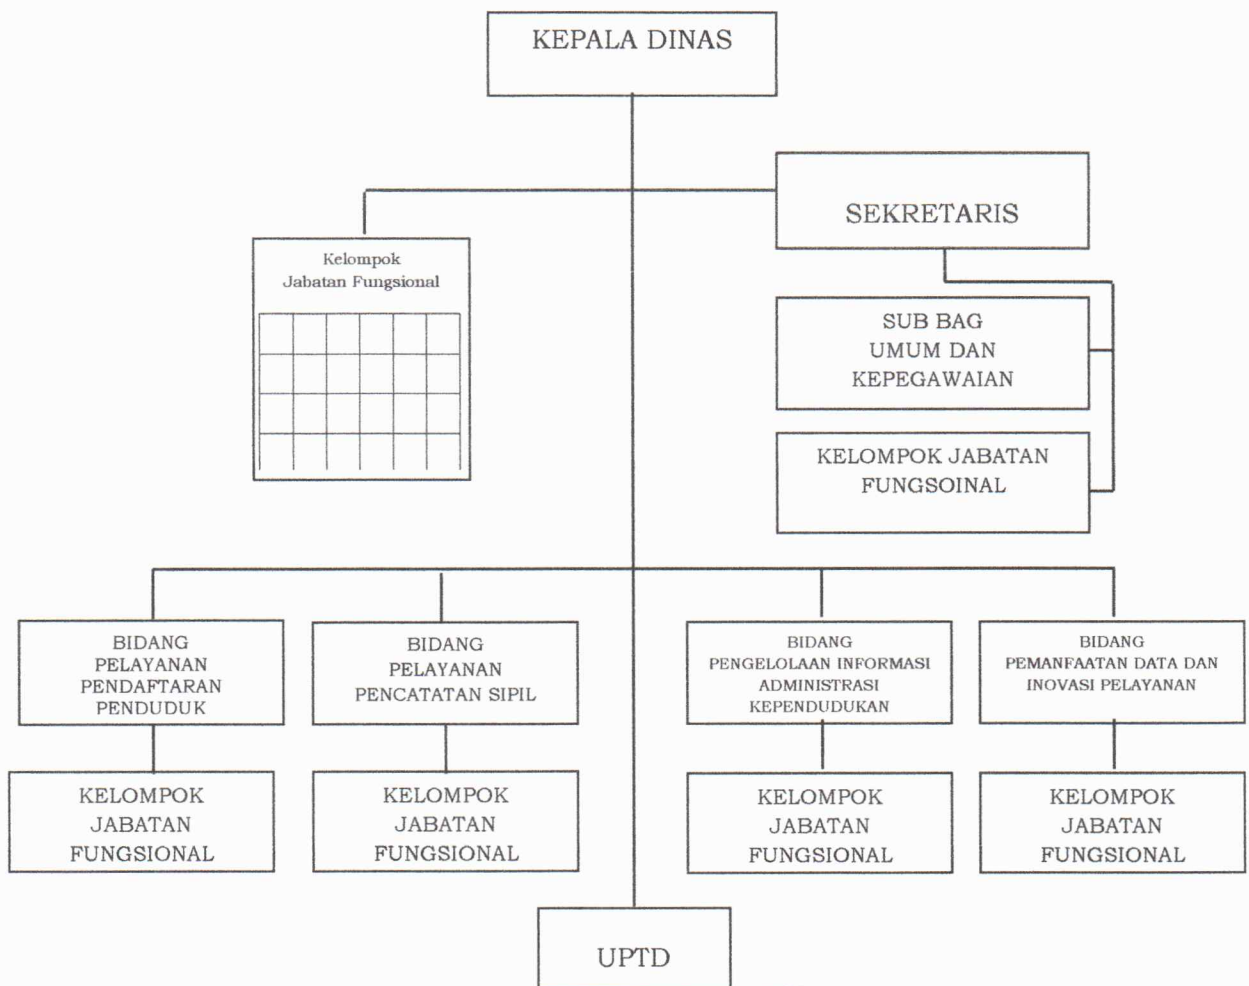 KEPALA DINAS
SEKRETARIS
Kelompok
Jabatan Fungsional
SUB BAG
UMUM DAN
KEPEGAWAIAN
KELOMPOK JABATAN
FUNGSOINAL
BIDANG
PELAYANAN
PENDAFTARAN
PENDUDUK
BIDANG
PELAYANAN
PENCATATAN SIPIL
BIDANG
PENGELOLAAN INFORMASI
ADMINISTRASI
KEPENDUDUKAN
BIDANG
PEMANFAATAN DATA DAN
INOVASI PELAYANAN
KELOMPOK
JABATAN
FUNGSIONAL
KELOMPOK
JABATAN
FUNGSIONAL
KELOMPOK
JABATAN
FUNGSIONAL
KELOMPOK
JABATAN
FUNGSIONAL
UPTD